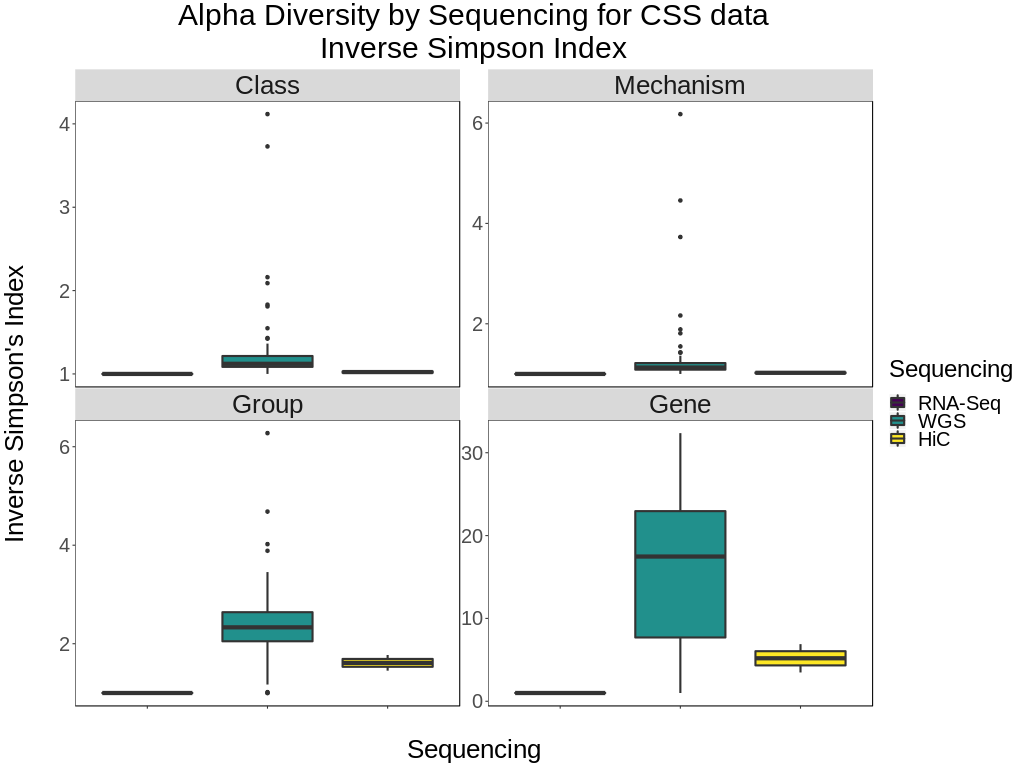 Alpha Diversity by Sequencing for CSS data
Inverse Simpson Index
Class
Mechanism
4
3
2
1
6
4
2
Group
Gene
6
4
2
30
20
10
0
Inverse Simpson's Index
Sequencing
Sequencing
RNA-Seq
WGS
HiC